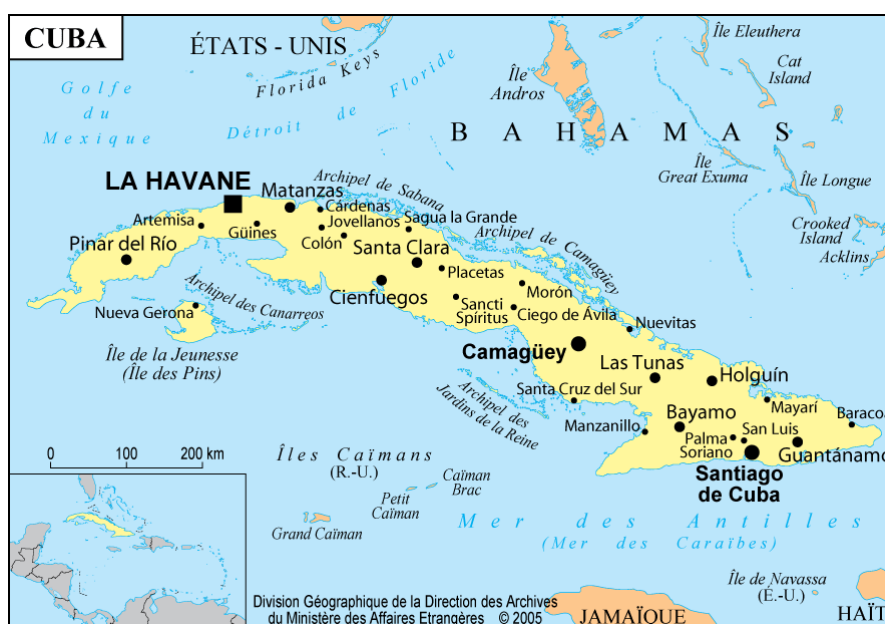 CUBA
ÉTATS - UNIS
Florida Keys
Golfe
du
Mexique
Détroit de Floride
Île
Andros
Île Eleuthera
Cat
Island
BAHAMAS
Île
Great Exuma
Île Longue
Crooked
Island
Acklins
LA HAVANE
Matanzas
Archipel de Sabana
Cárdenas
Artemisa
Güines
Jovellanos
Sagua la Grande
Colón
Pinar del Río
Santa Clara
Archipel de Camagüey
Placetas
Cienfuegos
Morón
Nueva Gerona
Archipel des Canarreos
Sancti
Spíritus
Ciego de Ávila
Nuevitas
Île de la Jeunesse
(Île des Pins)
Camagüey
Las Tunas
Holguín
Santa Cruz del Sur
Archipel des
Jardins de la Reine
Mayarí
Baracoa
Manzanillo
Bayamo
San Luis
Palma
Soriano
Guantánamo
Santiago
de Cuba
0 100 200 km
Îles Caïmans
(R.-U.)
Caïman
Brac
Petit
Caïman
Grand Caïman
Mer des Antilles
(Mer des Caraïbes)
Île de Navassa
(É.-U.)
JAMAÏQUE
HAÏT
Division Géographique de la Direction des Archives
du Ministère des Affaires Etrangères © 2005